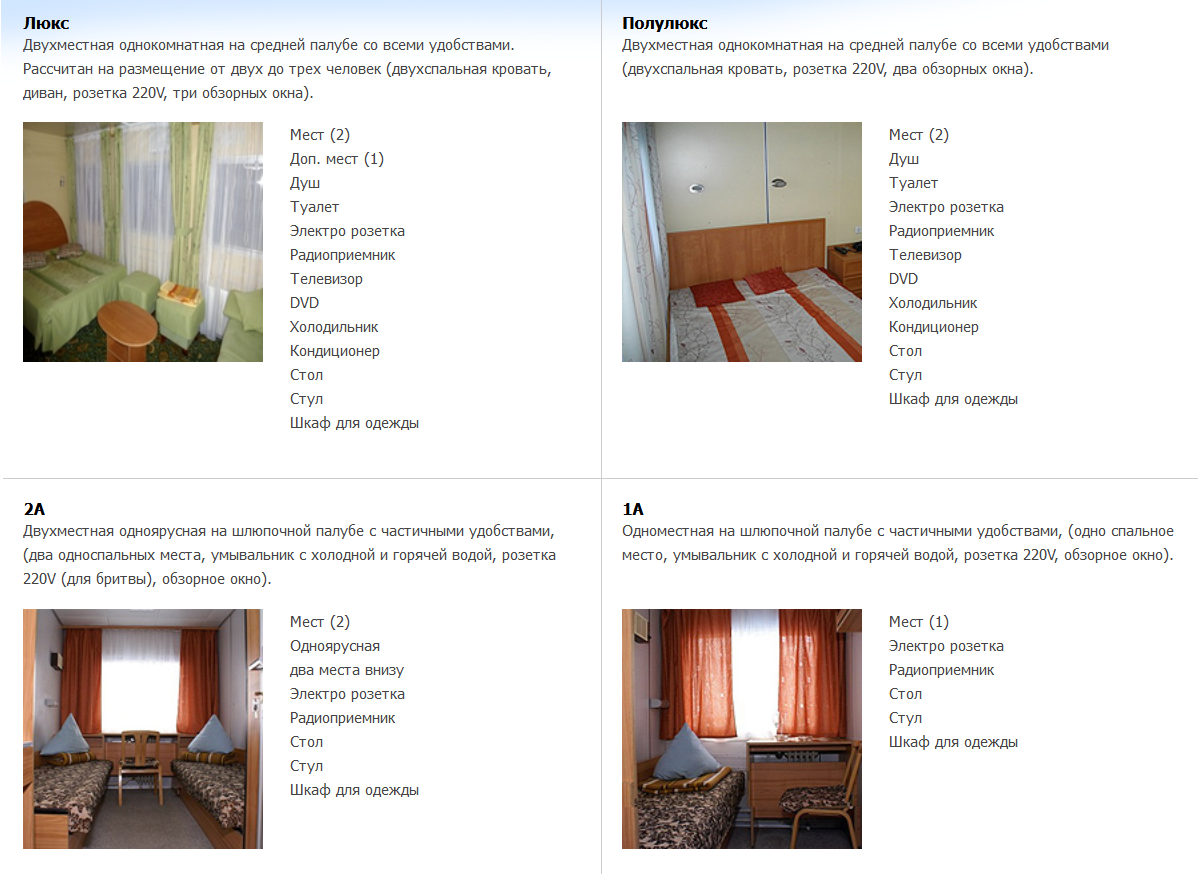 Люкс
Двухместная однокомнатная на средней палубе со всеми удобствами.
Рассчитан на размещение от двух до трех человек (двухспальная кровать,
диван, розетка 220V, три обзорных окна).
Мест (2)
Доп. мест (1)
Душ
Туалет
Электро розетка
Радиоприемник
Телевизор
DVD
Холодильник
Кондиционер
Стол
Стул
Шкаф для одежды
Полулюкс
Двухместная однокомнатная на средней палубе со всеми удобствами
(двухспальная кровать, розетка 220V, два обзорных окна).
Мест (2)
Душ
Туалет
Электро розетка
Радиоприемник
Телевизор
DVD
Холодильник
Кондиционер
Стол
Стул
Шкаф для одежды
2А
Двухместная одноярусная на шлюпочной палубе с частичными удобствами,
(два односпальных места, умывальник с холодной и горячей водой, розетка
220V (для бритвы), обзорное окно).
Мест (2)
Одноярусная
два места внизу
Электро розетка
Радиоприемник
Стол
Стул
Шкаф для одежды
1А
Одноместная на шлюпочной палубе с частичными удобствами, (одно спальное
место, умывальник с холодной и горячей водой, розетка 220V, обзорное окно).
Мест (1)
Электро розетка
Радиоприемник
Стол
Стул
Шкаф для одежды